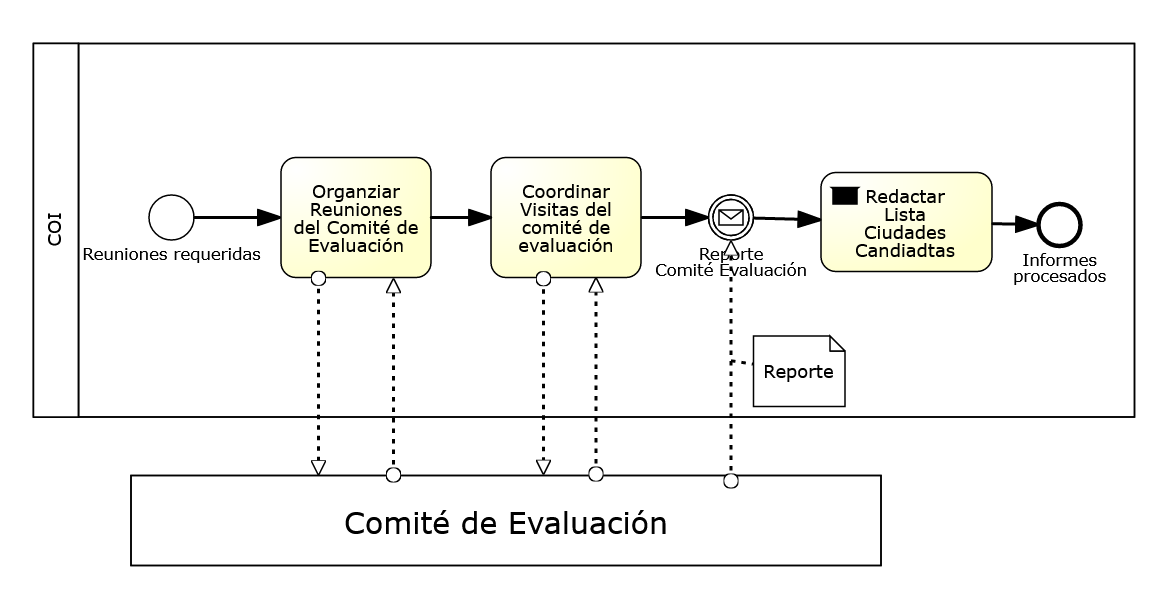 COI
Reuniones requeridas
Organziar
Reuniones
del Comité de
Evaluación
Coordinar
Visitas del
comité de
evaluación
Reporte
Comité Evaluación
Redactar
Lista
Ciudades
Candiadtas
Informes
procesados
Reporte
Comité de Evaluación